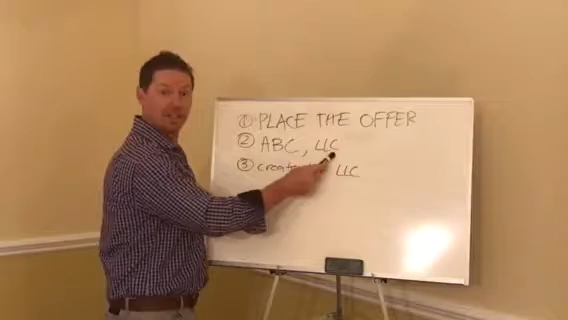 ① PLACE THE OFFER
② ABC, LLC
③ create LLC